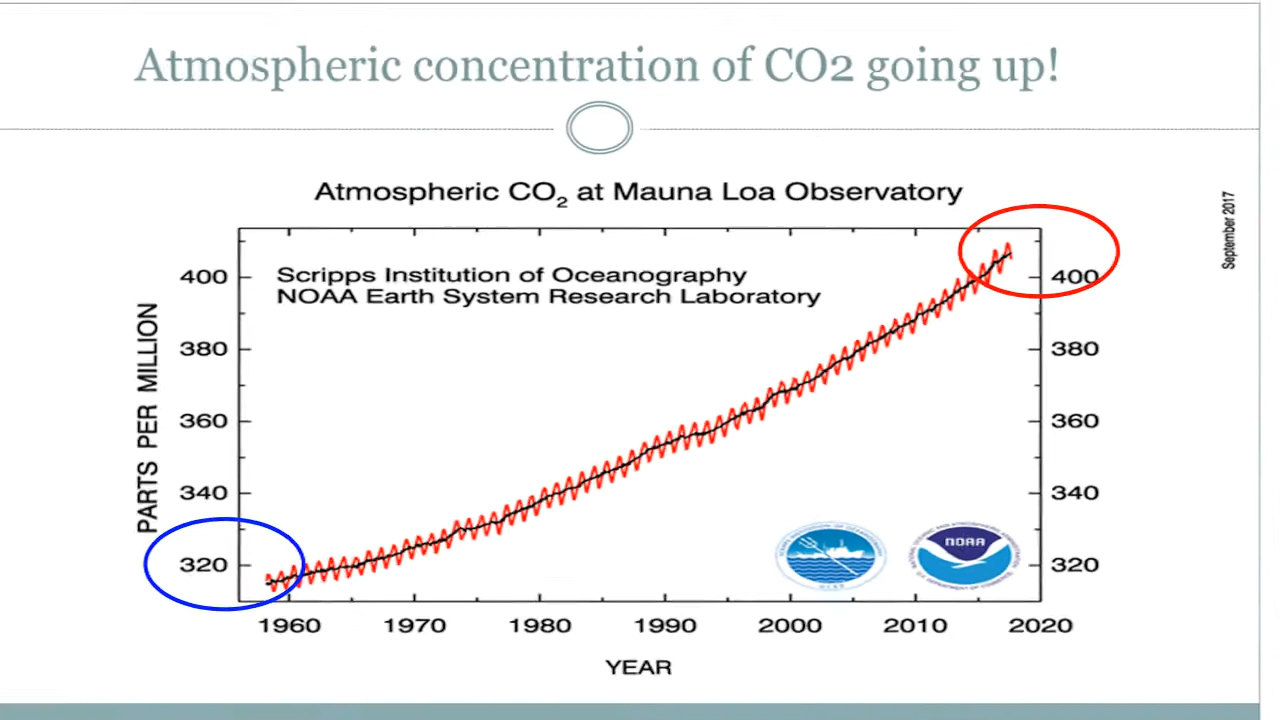 Atmospheric concentration of CO2 going up!
Atmospheric CO₂ at Mauna Loa Observatory
September 2017
Scripps Institution of Oceanography
NOAA Earth System Research Laboratory
PARTS PER MILLION
400
380
360
340
320
400
380
360
340
320
NOAA
1960 1970 1980 1990 2000 2010 2020
YEAR